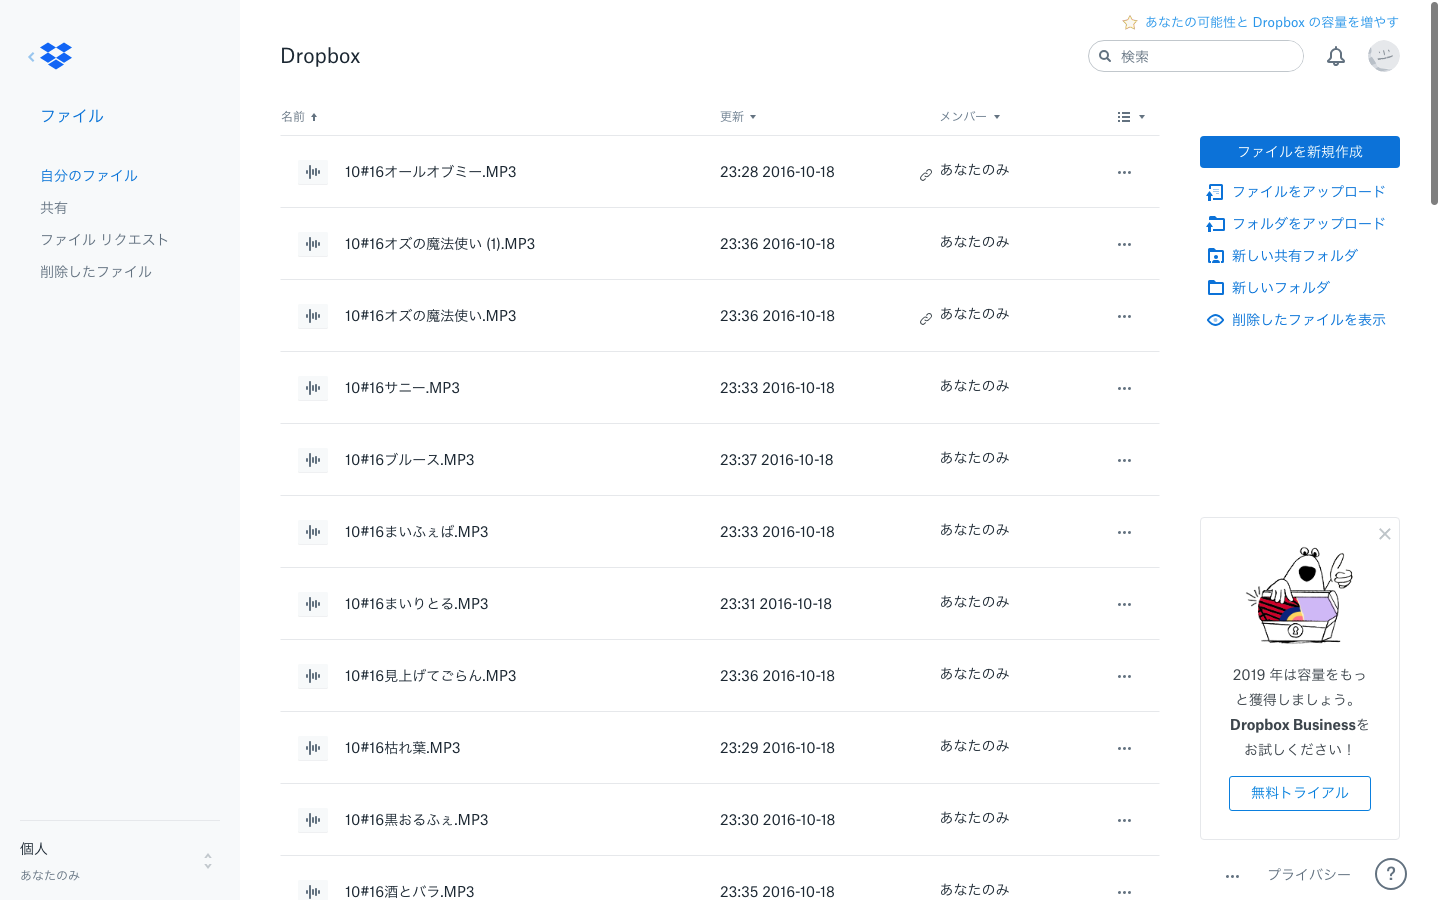 あなたの可能性と Dropbox の容量を増やす
Dropbox
検索
ファイル
自分のファイル
共有
ファイル リクエスト
削除したファイル
名前 更新 メンバー
10#16オールオブミー.MP3 23:28 2016-10-18 あなたのみ
10#16オズの魔法使い (1).MP3 23:36 2016-10-18 あなたのみ
10#16オズの魔法使い.MP3 23:36 2016-10-18 あなたのみ
10#16サニー.MP3 23:33 2016-10-18 あなたのみ
10#16ブルース.MP3 23:37 2016-10-18 あなたのみ
10#16まいふぇば.MP3 23:33 2016-10-18 あなたのみ
10#16まいりとる.MP3 23:31 2016-10-18 あなたのみ
10#16見上げてごらん.MP3 23:36 2016-10-18 あなたのみ
10#16枯れ葉.MP3 23:29 2016-10-18 あなたのみ
10#16黒おるふぇ.MP3 23:30 2016-10-18 あなたのみ
10#16酒とバラ.MP3 23:35 2016-10-18 あなたのみ
ファイルを新規作成
ファイルをアップロード
フォルダをアップロード
新しい共有フォルダ
新しいフォルダ
削除したファイルを表示
2019 年は容量をもっ
と獲得しましょう。
Dropbox Businessを
お試しください！
無料トライアル
個人
あなたのみ
プライバシー
?